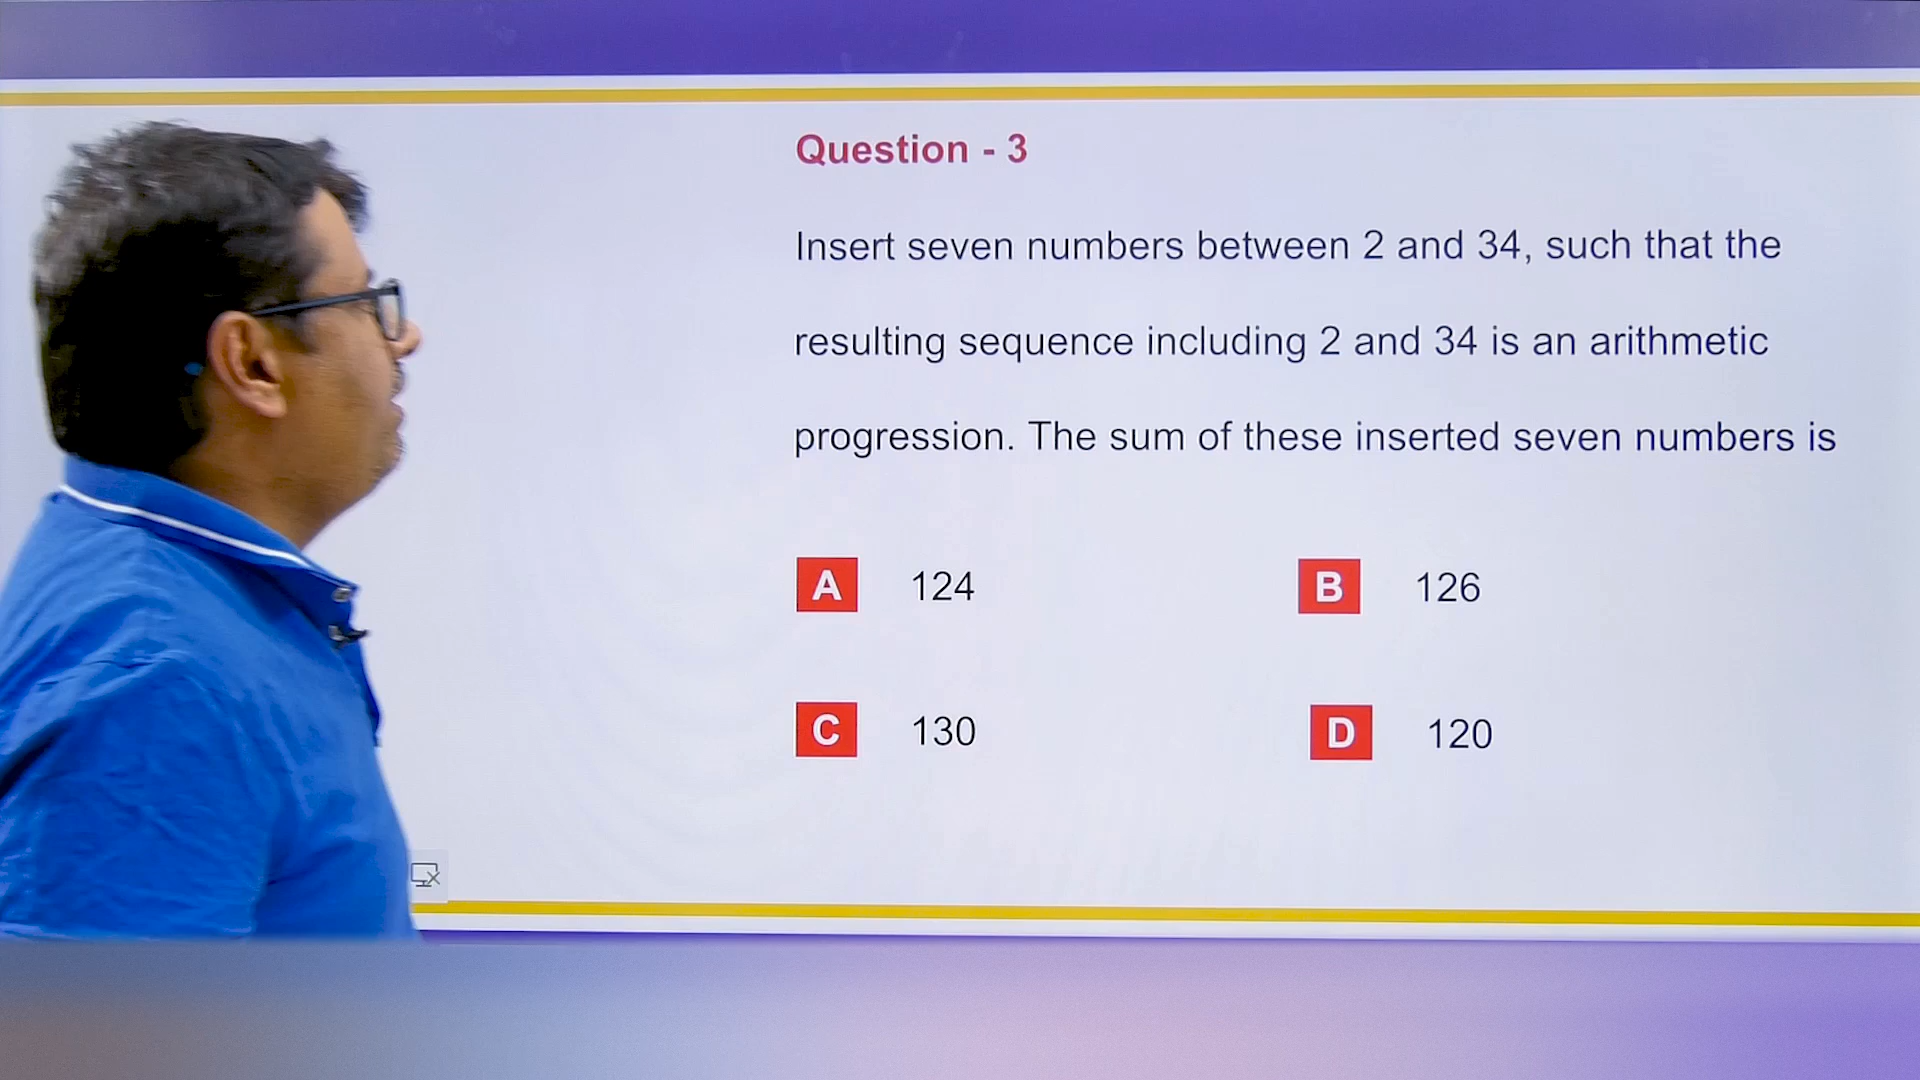 Question - 3
Insert seven numbers between 2 and 34, such that the
resulting sequence including 2 and 34 is an arithmetic
progression. The sum of these inserted seven numbers is
A 124
B 126
C 130
D 120